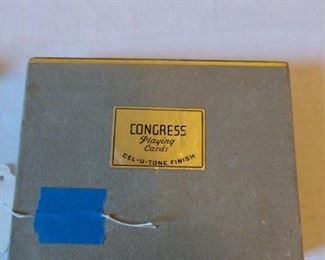 CONGRESS
Playing
Cards
CEL-U-TONE FINISH